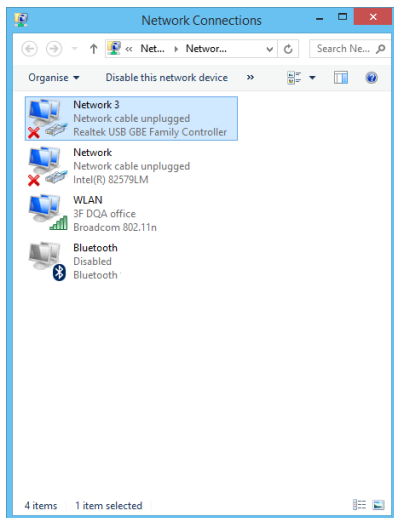 Network Connections
« Net... Networ...
Search Ne...
Organise
Disable this network device
»
Network 3
Network cable unplugged
Realtek USB GBE Family Controller
Network
Network cable unplugged
Intel(R) 82579LM
WLAN
3F DQA office
Broadcom 802.11n
Bluetooth
Disabled
Bluetooth
4 items 1 item selected